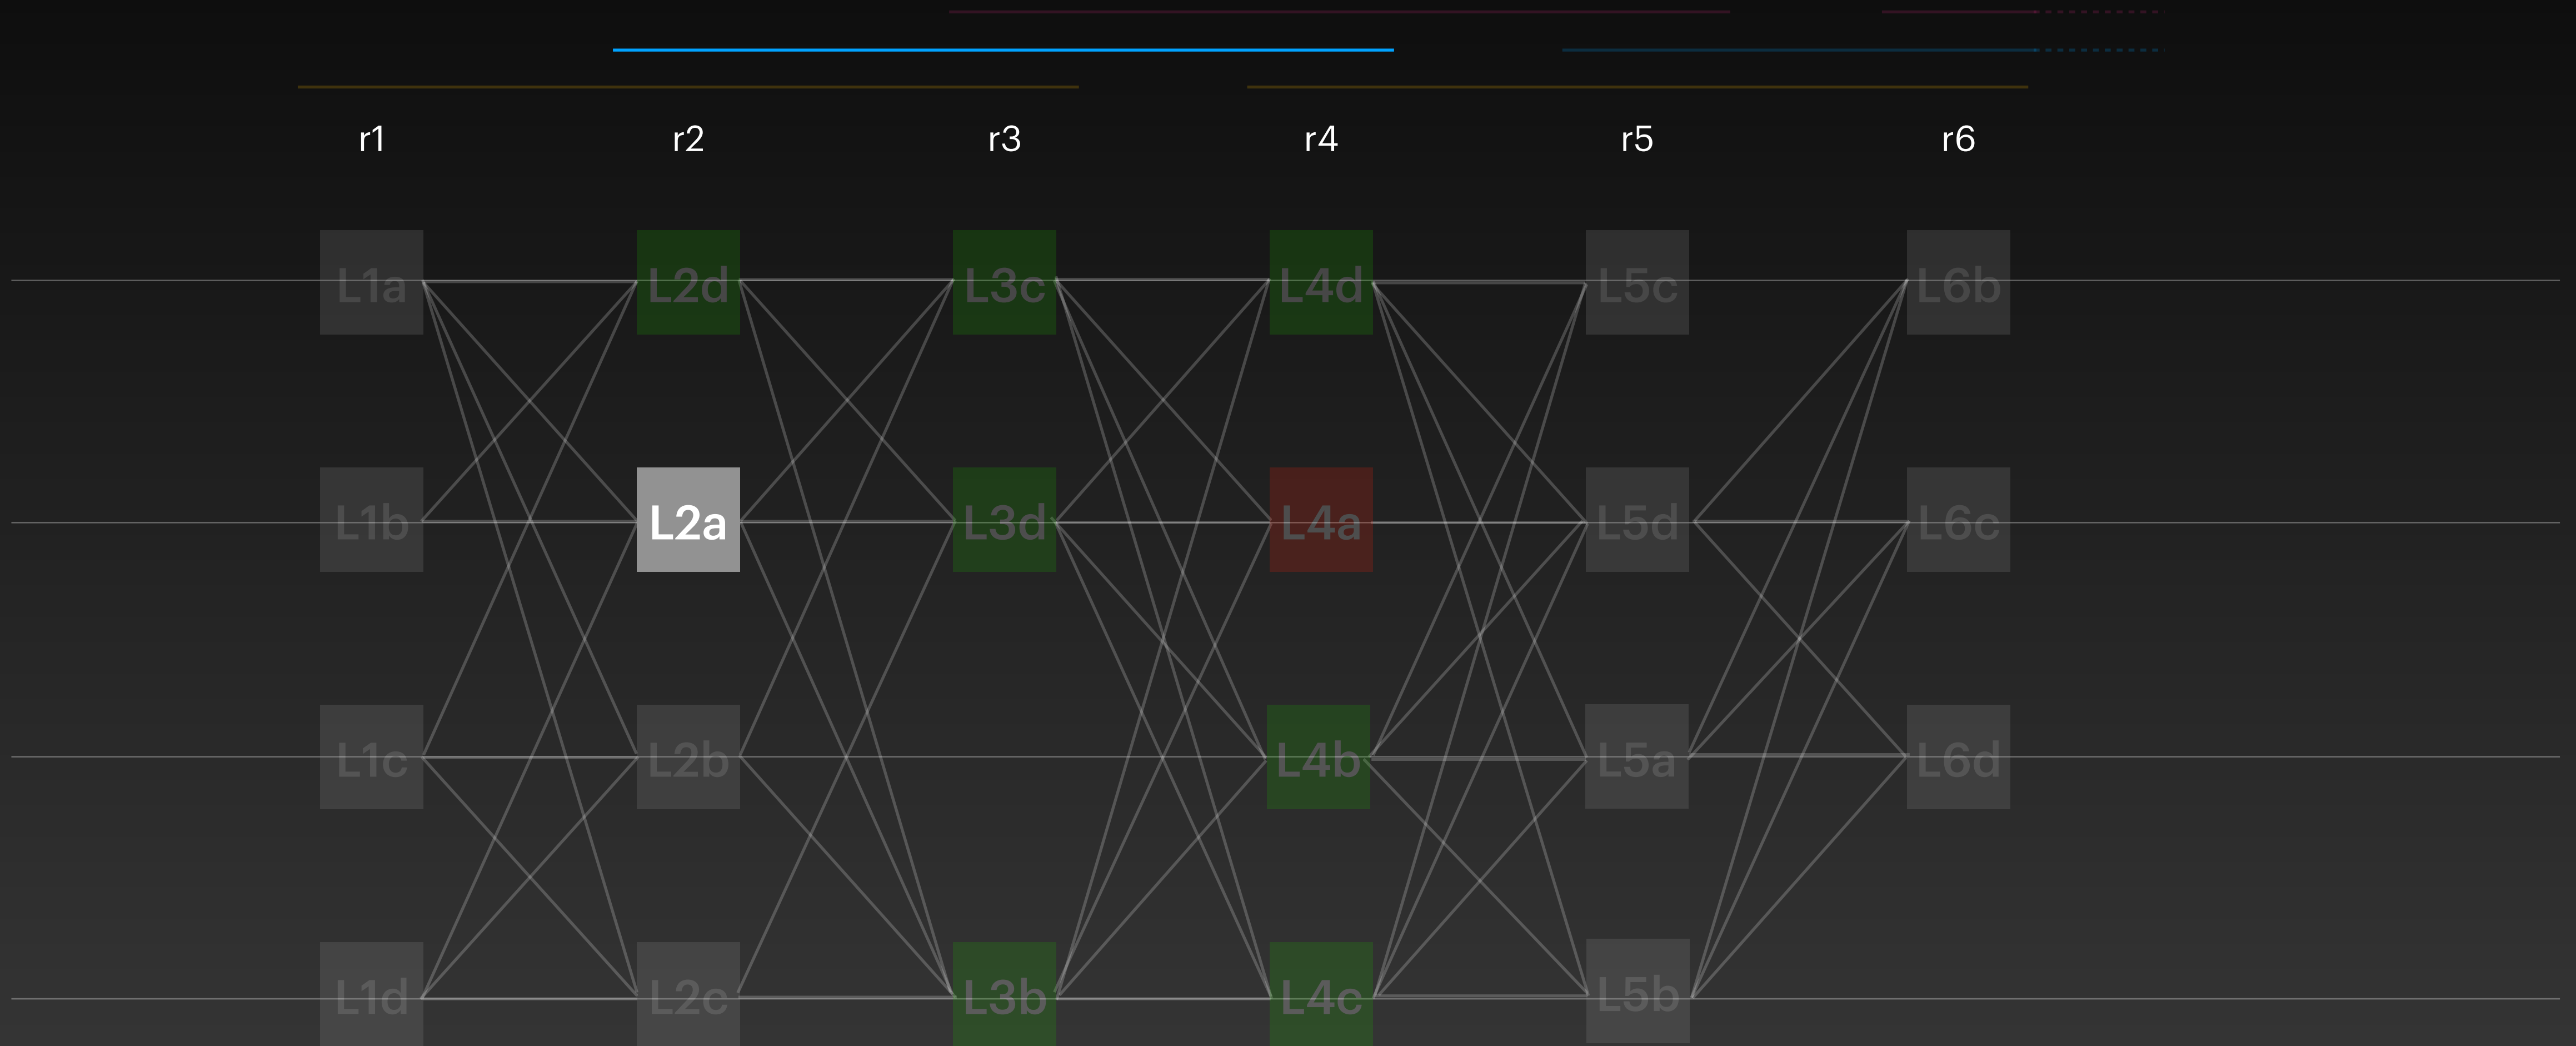 r1 r2 r3 r4 r5 r6
L1a L2d L3c L4d L5c L6b
L1b L2a L3d L4a L5d L6c
L1c L2b L4b L5a L6d
L1d L2c L3b L4c L5b